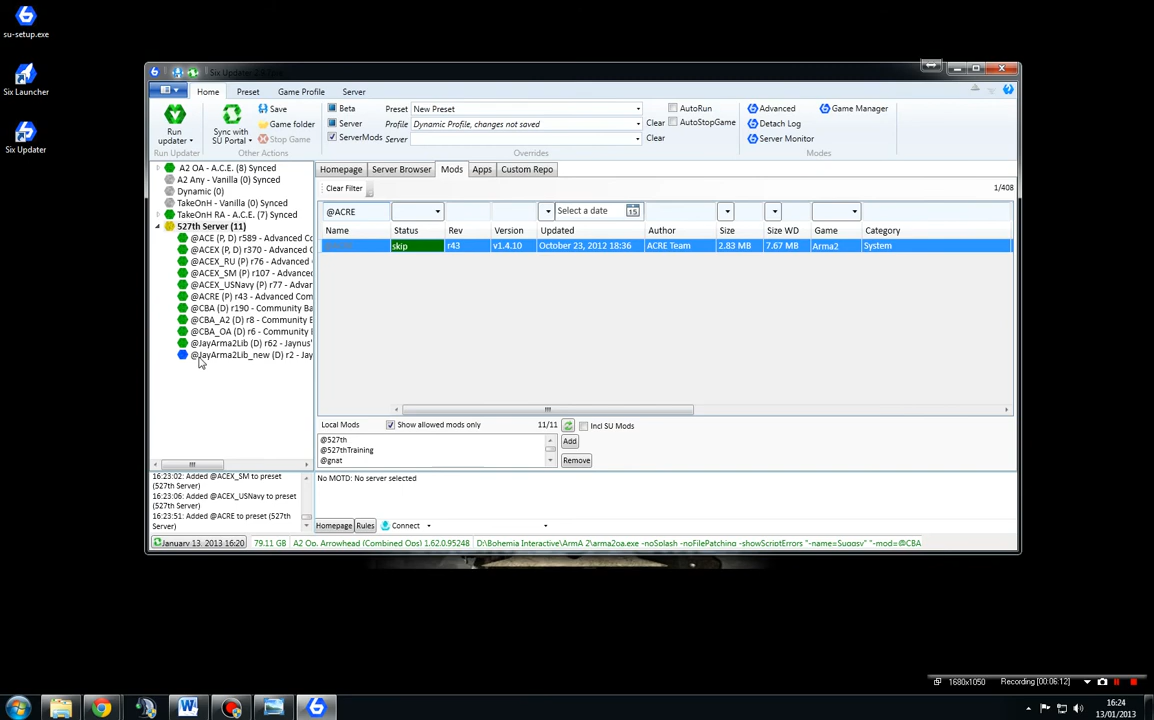 su-setup.exe
Six Launcher
Six Updater
Home
Preset
Game Profile
Server
Run updater
Run Updater
Sync with SU Portal
Save
Game folder
Stop Game
Other Actions
Beta
Server
ServerMods
Preset
New Preset
Profile
Dynamic Profile, changes not saved
Clear
Server
Clear
Overrides
AutoRun
AutoStopGame
Advanced
Detach Log
Server Monitor
Game Manager
Modes
A2 OA - A.C.E. (8) Synced
A2 Any - Vanilla (0) Synced
Dynamic (0)
TakeOnH - Vanilla (0) Synced
TakeOnH RA - A.C.E. (7) Synced
527th Server (11)
@ACE (P, D) r589 - Advanced C
@ACEX (P, D) r370 - Advanced
@ACEX_RU (P) r76 - Advanced
@ACEX_SM (P) r107 - Advanced
@ACEX_USNavy (P) r77 - Advan
@ACRE (P) r43 - Advanced Com
@CBA (D) r190 - Community Ba
@CBA_A2 (D) r8 - Community
@CBA_OA (D) r6 - Community
@JayArma2Lib (D) r62 - Jaynus'
@JayArma2Lib_new (D) r2 - Jay
Homepage
Server Browser
Mods
Apps
Custom Repo
Clear Filter
1/408
@ACRE
Select a date
15
Name
Status
Rev
Version
Updated
Author
Size
Size WD
Game
Category
skip
r43
v1.4.10
October 23, 2012 18:36
ACRE Team
2.83 MB
7.67 MB
Arma2
System
Local Mods
Show allowed mods only
11/11
Incl SU Mods
@527th
@527thTraining
@gnat
Add
Remove
16:23:02: Added @ACEX_SM to preset
(527th Server)
16:23:06: Added @ACEX_USNavy to preset
(527th Server)
16:23:51: Added @ACRE to preset (527th
Server)
No MOTD: No server selected
Homepage
Rules
Connect
January 13, 2013 16:20
79.11 GB
A2 Op. Arrowhead (Combined Ops) 1.62.0.95248
D:\Bohemia Interactive\ArmA 2\arma2oa.exe -noSplash -noFilePatching -showScriptErrors "-name=Suggsy" "-mod=@CBA
1680x1050
Recording [00:06:12]
16:24
13/01/2013